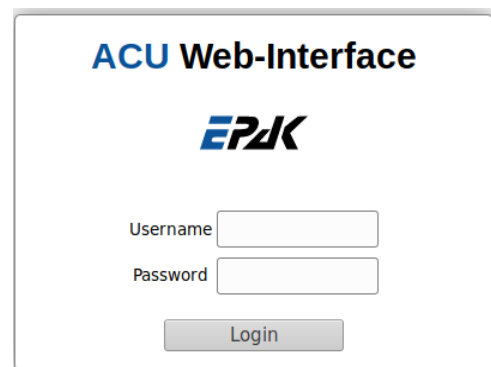 ACU Web-Interface
EPAK
Username
Password
Login